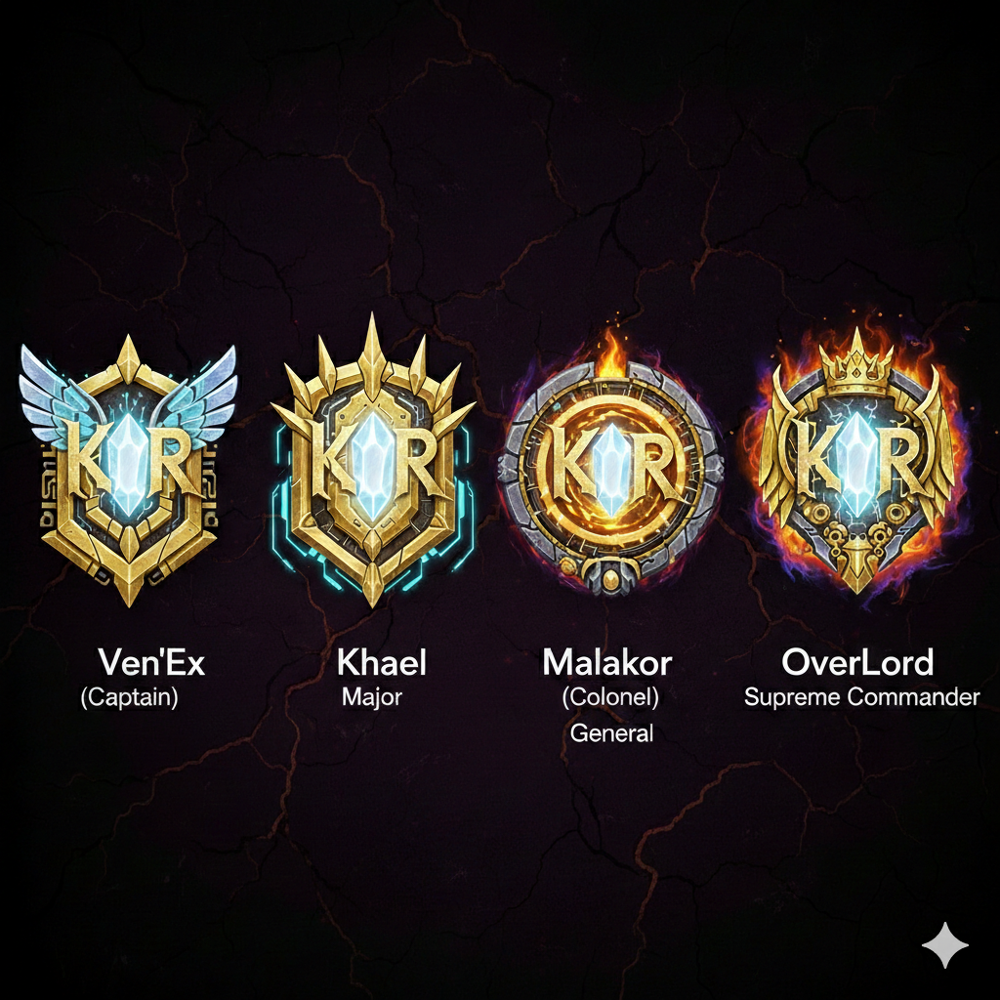 KR KR KR KR
Ven'Ex Khael Malakor OverLord
(Captain) Major (Colonel) Supreme Commander
General